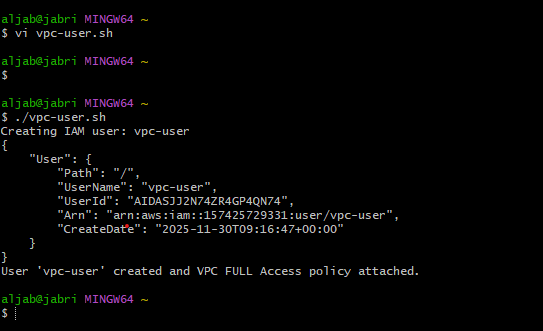 aljab@jabri MINGW64 ~
$ vi vpc-user.sh
aljab@jabri MINGW64 ~
$
aljab@jabri MINGW64 ~
$ ./vpc-user.sh
Creating IAM user: vpc-user
{
    "User": {
        "Path": "/",
        "UserName": "vpc-user",
        "UserId": "AIDASJJ2N74ZR4GP4QN74",
        "Arn": "arn:aws:iam::157425729331:user/vpc-user",
        "CreateDate": "2025-11-30T09:16:47+00:00"
    }
}
User 'vpc-user' created and VPC FULL Access policy attached.
aljab@jabri MINGW64 ~
$